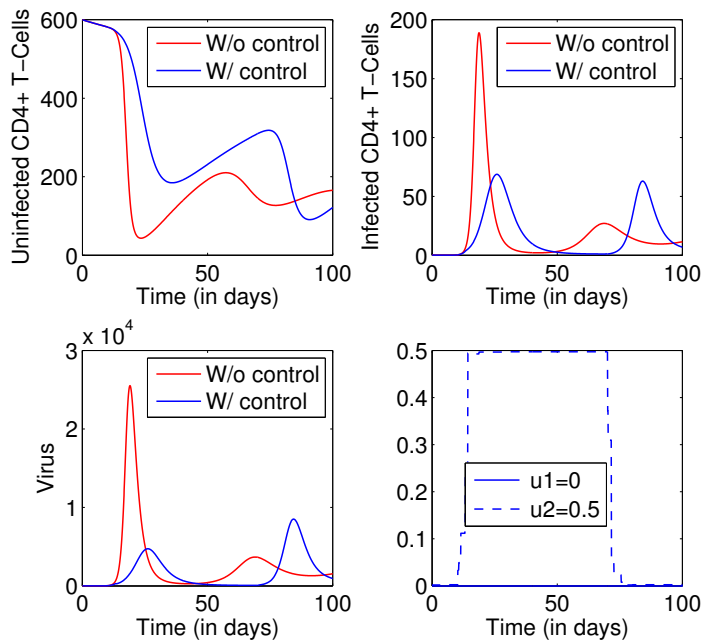 600
400
200
0
Uninfected CD4+ T-Cells
W/o control
W/ control
0
50
100
Time (in days)
200
150
100
50
0
Infected CD4+ T-Cells
W/o control
W/ control
0
50
100
Time (in days)
x 10^4
3
2
1
0
Virus
W/o control
W/ control
0
50
100
Time (in days)
0.5
0.4
0.3
0.2
0.1
0
u1=0
u2=0.5
0
50
100
Time (in days)